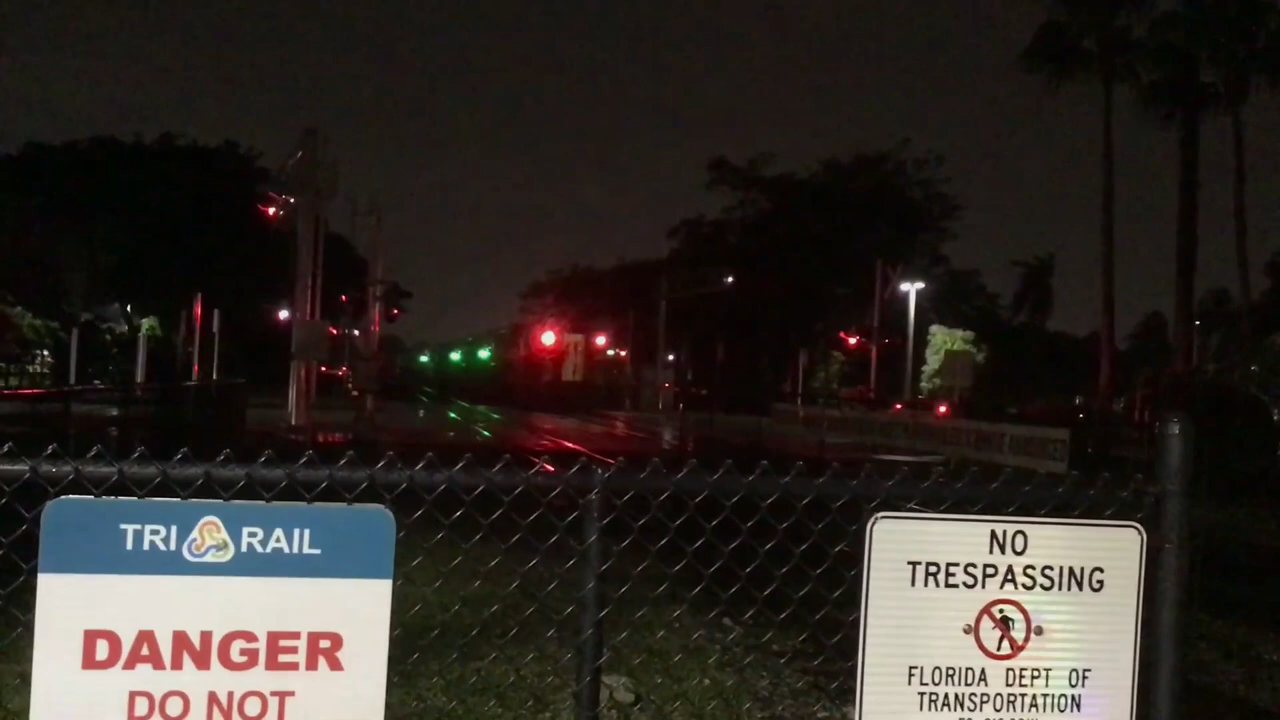 TRI RAIL
DANGER
DO NOT
NO
TRESPASSING
FLORIDA DEPT OF
TRANSPORTATION